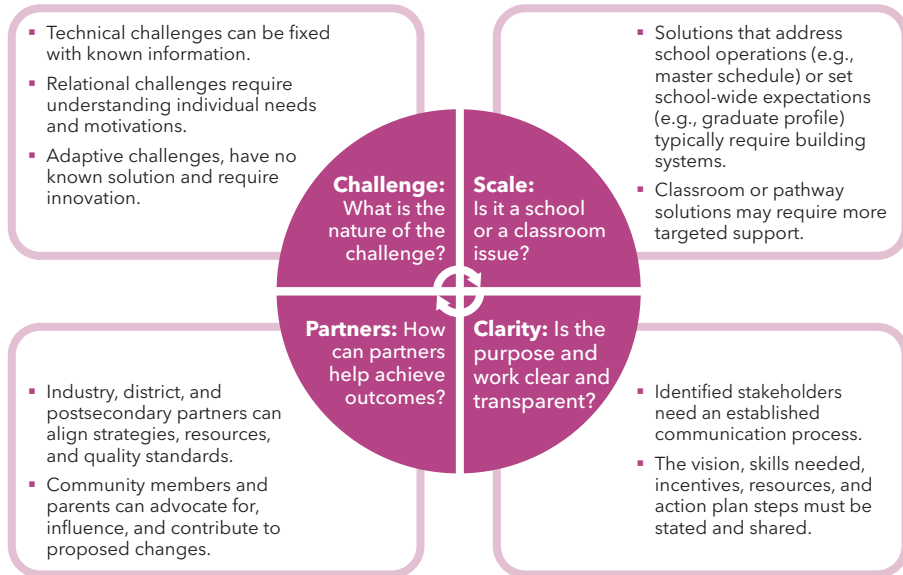 ▪ Technical challenges can be fixed
with known information.
▪ Relational challenges require
understanding individual needs
and motivations.
▪ Adaptive challenges, have no
known solution and require
innovation.
▪ Solutions that address
school operations (e.g.,
master schedule) or set
school-wide expectations
(e.g., graduate profile)
typically require building
systems.
▪ Classroom or pathway
solutions may require more
targeted support.
Challenge:
What is the
nature of the
challenge?
Scale:
Is it a school
or a classroom
issue?
Partners: How
can partners
help achieve
outcomes?
Clarity: Is the
purpose and
work clear and
transparent?
▪ Industry, district, and
postsecondary partners can
align strategies, resources,
and quality standards.
▪ Community members and
parents can advocate for,
influence, and contribute to
proposed changes.
▪ Identified stakeholders
need an established
communication process.
▪ The vision, skills needed,
incentives, resources, and
action plan steps must be
stated and shared.